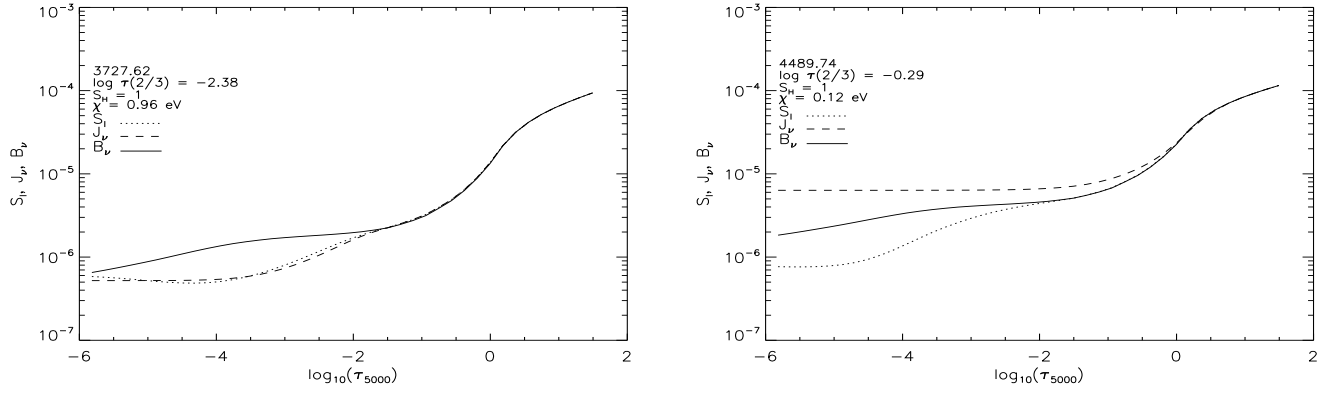 10⁻³
10⁻⁴
10⁻⁵
10⁻⁶
10⁻⁷
S_l, J_ν, B_ν
3727.62
log τ(2/3) = −2.38
S_H = 1
χ = 0.96 eV
S_l
J_ν
B_ν
−6 −4 −2 0 2
log₁₀(τ₅₀₀₀)
10⁻³
10⁻⁴
10⁻⁵
10⁻⁶
10⁻⁷
S_l, J_ν, B_ν
4489.74
log τ(2/3) = −0.29
S_H = 1
χ = 0.12 eV
S_l
J_ν
B_ν
−6 −4 −2 0 2
log₁₀(τ₅₀₀₀)